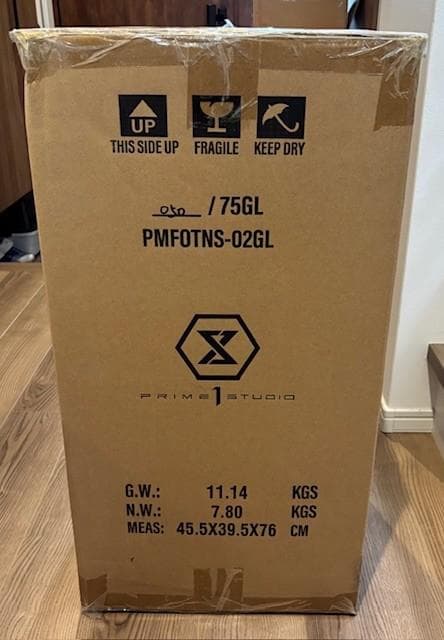 UP
THIS SIDE UP FRAGILE KEEP DRY
050 / 75GL
PMFOTNS-02GL
PRIME 1 STUDIO
G.W.: 11.14 KGS
N.W.: 7.80 KGS
MEAS: 45.5X39.5X76 CM